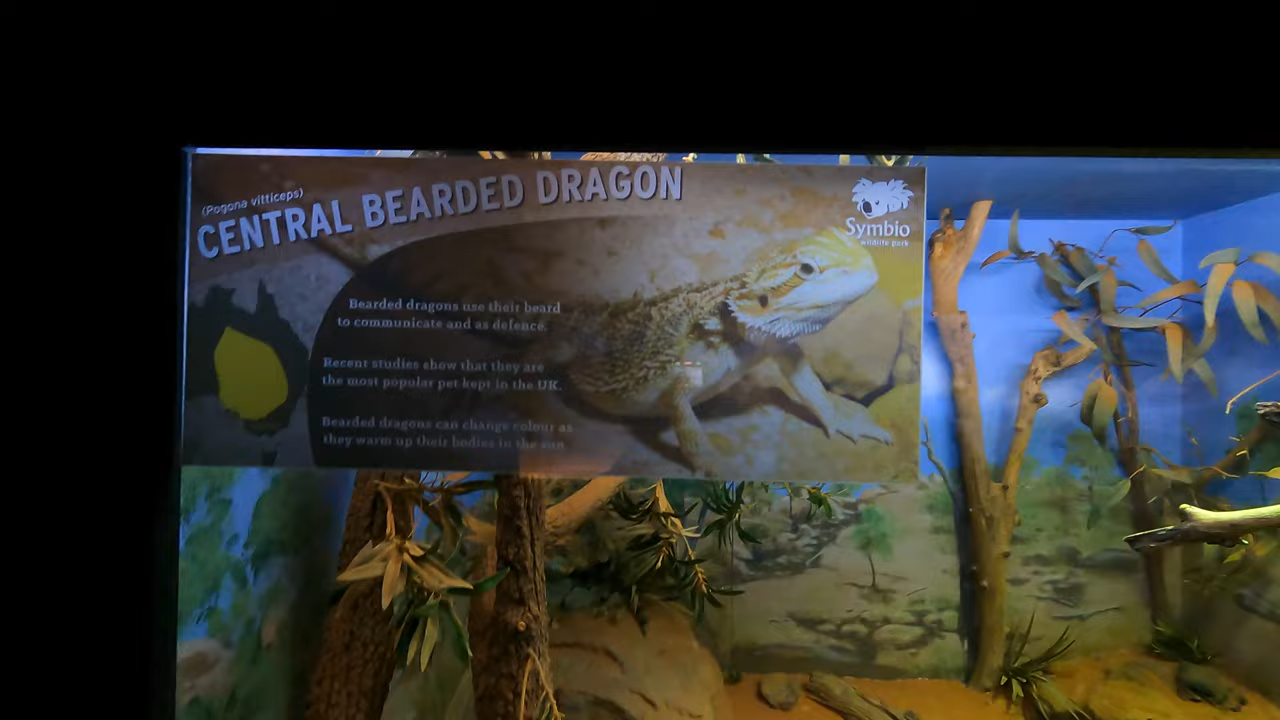 (Pogona vitticeps)
CENTRAL BEARDED DRAGON
Symbio
wildlife park
Bearded dragons use their beard
to communicate and as defence.
Recent studies show that they are
the most popular pet kept in the UK.
Bearded dragons can change colour as
they warm up their bodies in the sun